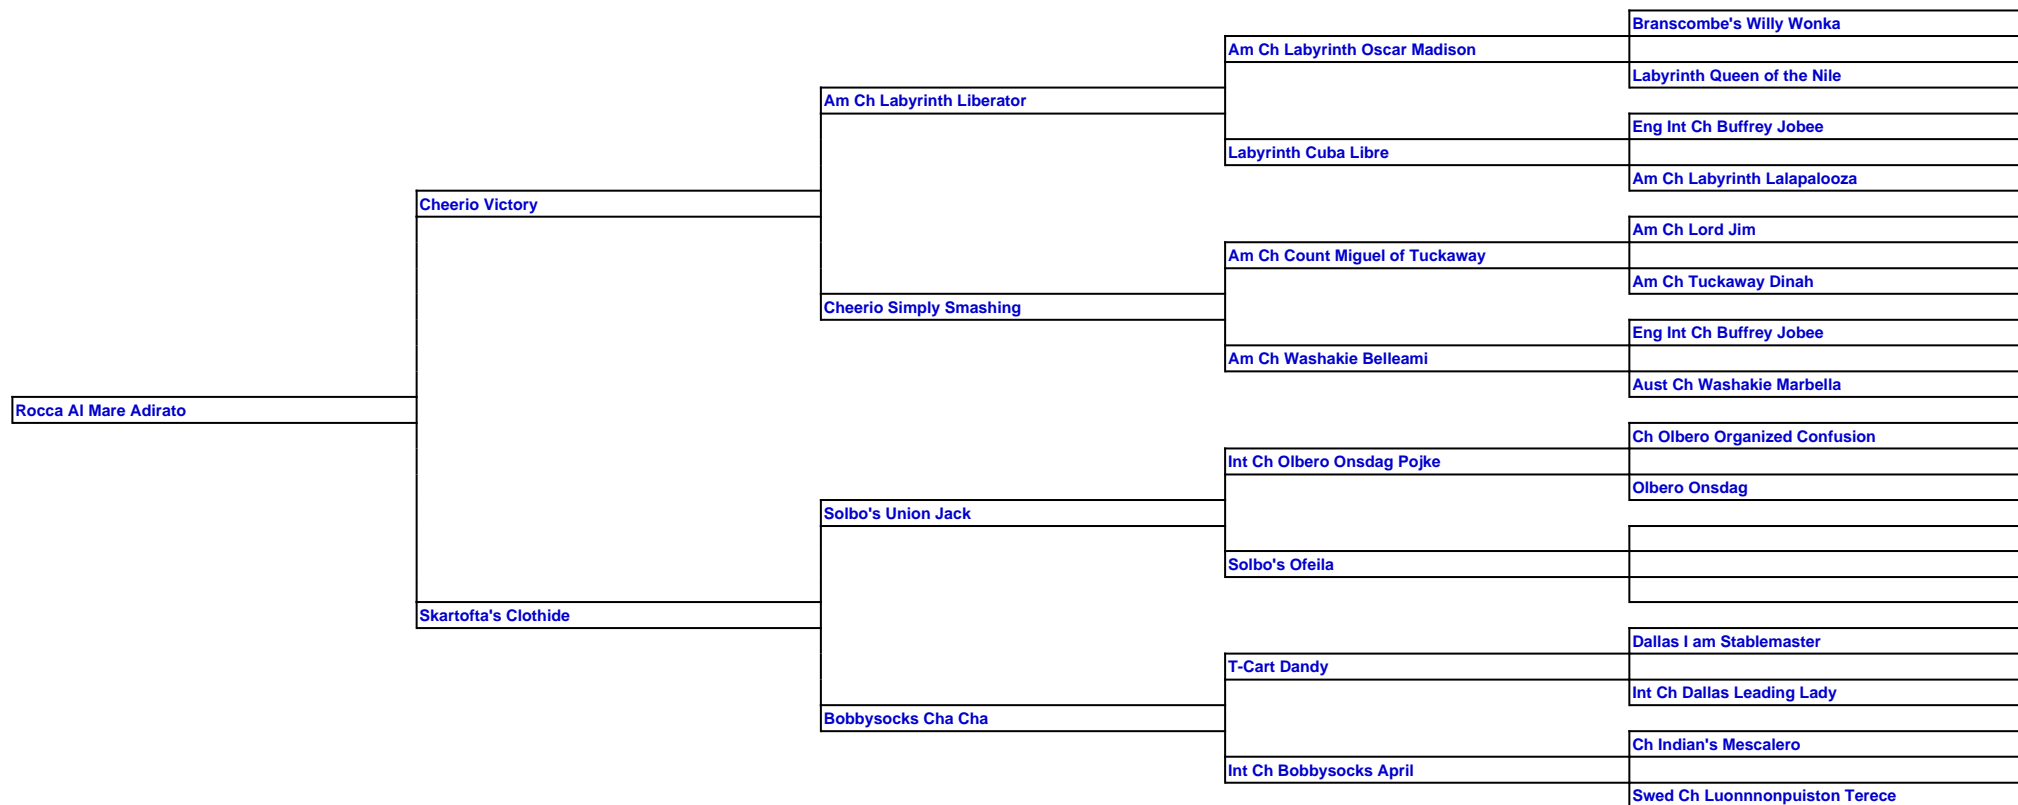 Branscombe's Willy Wonka
Am Ch Labyrinth Oscar Madison
Labyrinth Queen of the Nile
Am Ch Labyrinth Liberator
Eng Int Ch Buffrey Jobee
Labyrinth Cuba Libre
Am Ch Labyrinth Lalapalooza
Cheerio Victory
Am Ch Lord Jim
Am Ch Count Miguel of Tuckaway
Am Ch Tuckaway Dinah
Cheerio Simply Smashing
Eng Int Ch Buffrey Jobee
Am Ch Washakie Belleami
Aust Ch Washakie Marbella
Rocca Al Mare Adirato
Ch Olbero Organized Confusion
Int Ch Olbero Onsdag Pojke
Olbero Onsdag
Solbo's Union Jack
Solbo's Ofeila
Skartofta's Clothide
Dallas I am Stablemaster
T-Cart Dandy
Int Ch Dallas Leading Lady
Bobbysocks Cha Cha
Ch Indian's Mescalero
Int Ch Bobbysocks April
Swed Ch Luonnnonpuiston Terece